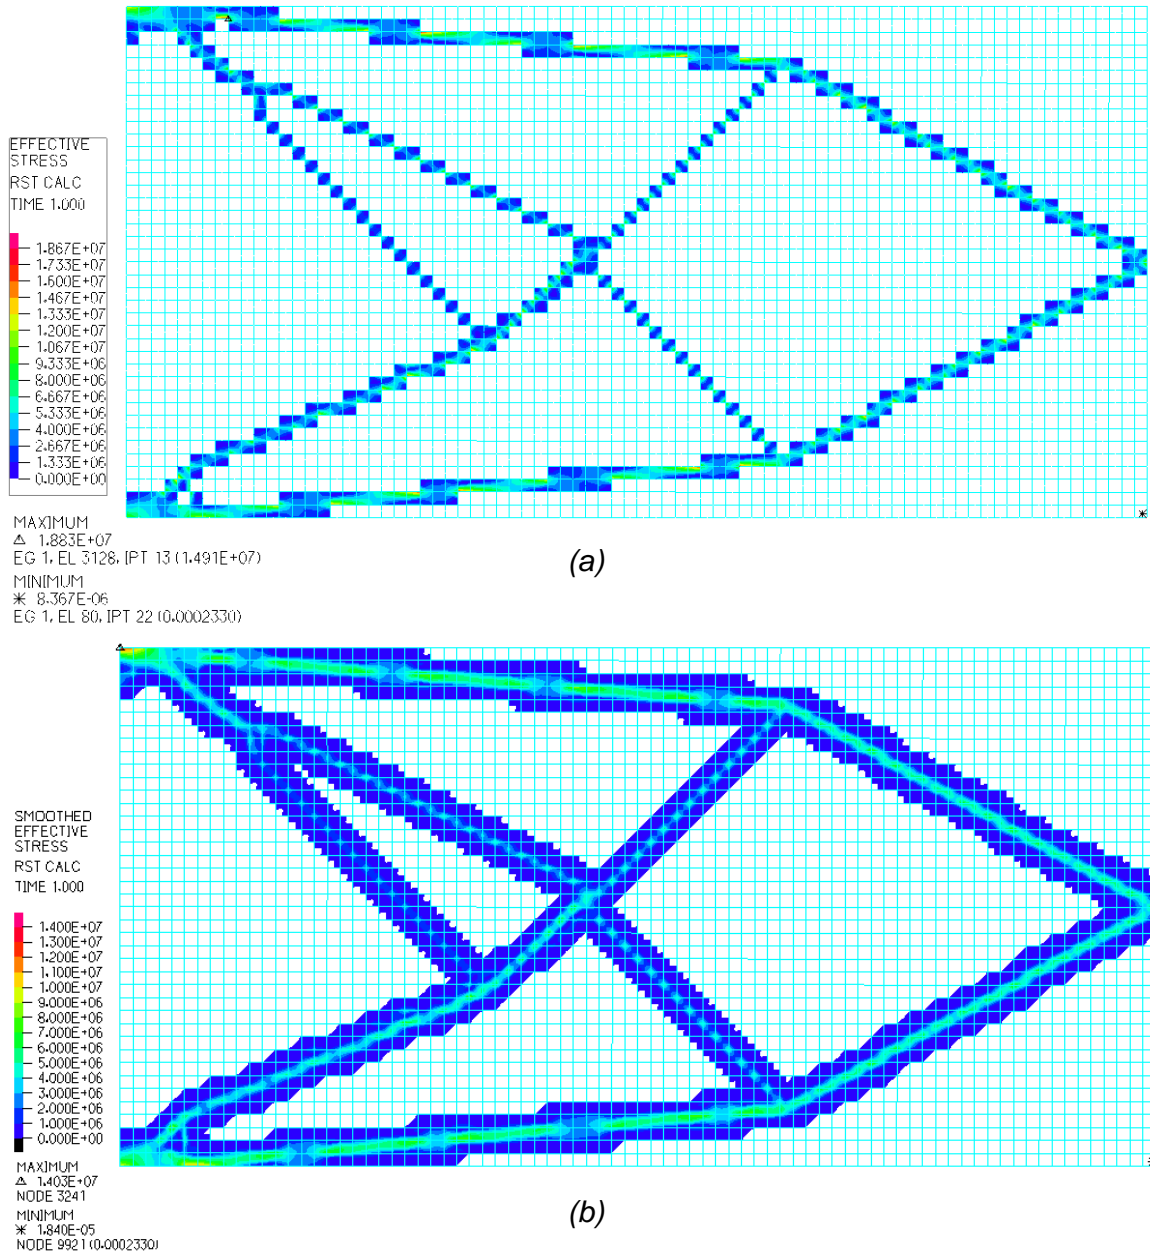 EFFECTIVE
STRESS
RST CALC
TIME 1.000
1.867E+07
1.733E+07
1.600E+07
1.467E+07
1.333E+07
1.200E+07
1.067E+07
9.333E+06
8.000E+06
6.667E+06
5.333E+06
4.000E+06
2.667E+06
1.333E+06
0.000E+00
MAXIMUM
△ 1.883E+07
EG 1, EL 3128, IPT 13 (1.491E+07)
MINIMUM
* 8.367E-06
EG 1, EL 80, IPT 22 (0.0002330)
(a)
SMOOTHED
EFFECTIVE
STRESS
RST CALC
TIME 1.000
1.400E+07
1.300E+07
1.200E+07
1.100E+07
1.000E+07
9.000E+06
8.000E+06
7.000E+06
6.000E+06
5.000E+06
4.000E+06
3.000E+06
2.000E+06
1.000E+06
0.000E+00
MAXIMUM
△ 1.403E+07
NODE 3241
MINIMUM
* 1.840E-05
NODE 9921 (0.0002330)
(b)